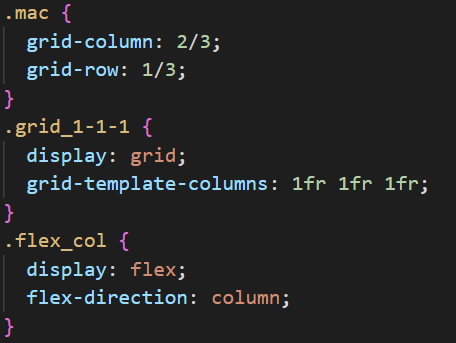 .mac {
  grid-column: 2/3;
  grid-row: 1/3;
}
.grid_1-1-1 {
  display: grid;
  grid-template-columns: 1fr 1fr 1fr;
}
.flex_col {
  display: flex;
  flex-direction: column;
}